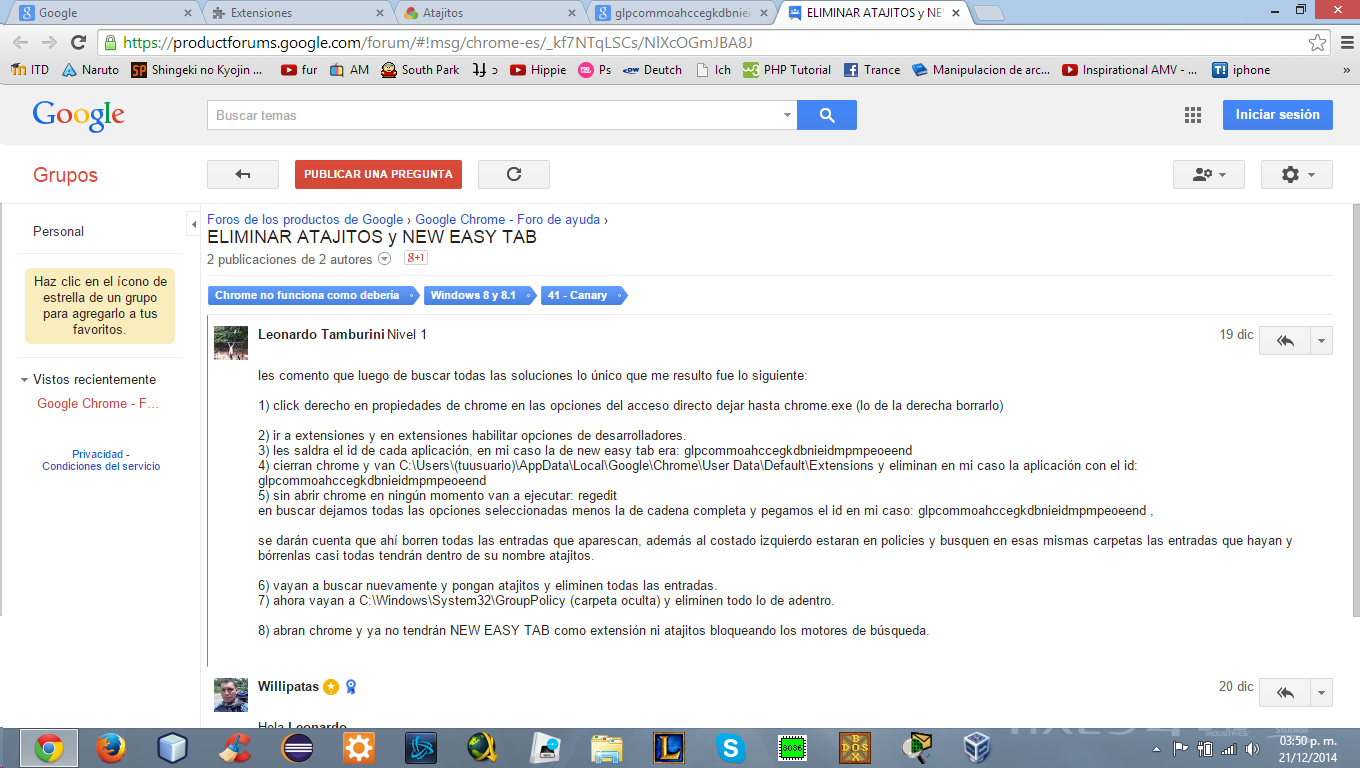 Google
Extensiones
Atajitos
glpcommoahccegkdbnie
ELIMINAR ATAJITOS y NEW
https://productforums.google.com/forum/#!msg/chrome-es/_kf7NTqLSCs/NlXcOGmJBA8J
ITD
Naruto
Shingeki no Kyojin ...
fur
AM
South Park
Hippie
Ps
Deutch
Ich
PHP Tutorial
Trance
Manipulacion de arc...
Inspirational AMV - ...
iphone
»
Google
Buscar temas
Iniciar sesión
Grupos
PUBLICAR UNA PREGUNTA
Personal
Haz clic en el ícono de
estrella de un grupo
para agregarlo a tus
favoritos.
Vistos recientemente
Google Chrome - F...
Privacidad -
Condiciones del servicio
Foros de los productos de Google › Google Chrome - Foro de ayuda ›
ELIMINAR ATAJITOS y NEW EASY TAB
2 publicaciones de 2 autores
g+1
Chrome no funciona como debería
Windows 8 y 8.1
41 - Canary
Leonardo Tamburini Nivel 1
19 dic
les comento que luego de buscar todas las soluciones lo único que me resulto fue lo siguiente:
1) click derecho en propiedades de chrome en las opciones del acceso directo dejar hasta chrome.exe (lo de la derecha borrarlo)
2) ir a extensiones y en extensiones habilitar opciones de desarrolladores.
3) les saldra el id de cada aplicación, en mi caso la de new easy tab era: glpcommoahccegkdbnieidmpmpeoeend
4) cierran chrome y van C:\Users\(tuusuario)\AppData\Local\Google\Chrome\User Data\Default\Extensions y eliminan en mi caso la aplicación con el id:
glpcommoahccegkdbnieidmpmpeoeend
5) sin abrir chrome en ningún momento van a ejecutar: regedit
en buscar dejamos todas las opciones seleccionadas menos la de cadena completa y pegamos el id en mi caso: glpcommoahccegkdbnieidmpmpeoeend ,
se darán cuenta que ahí borren todas las entradas que aparescan, además al costado izquierdo estaran en policies y busquen en esas mismas carpetas las entradas que hayan y
bórrenlas casi todas tendrán dentro de su nombre atajitos.
6) vayan a buscar nuevamente y pongan atajitos y eliminen todas las entradas.
7) ahora vayan a C:\Windows\System32\GroupPolicy (carpeta oculta) y eliminen todo lo de adentro.
8) abran chrome y ya no tendrán NEW EASY TAB como extensión ni atajitos bloqueando los motores de búsqueda.
Willipatas
20 dic
Hola Leonardo
8086
DOS
BOX
03:50 p. m.
21/12/2014